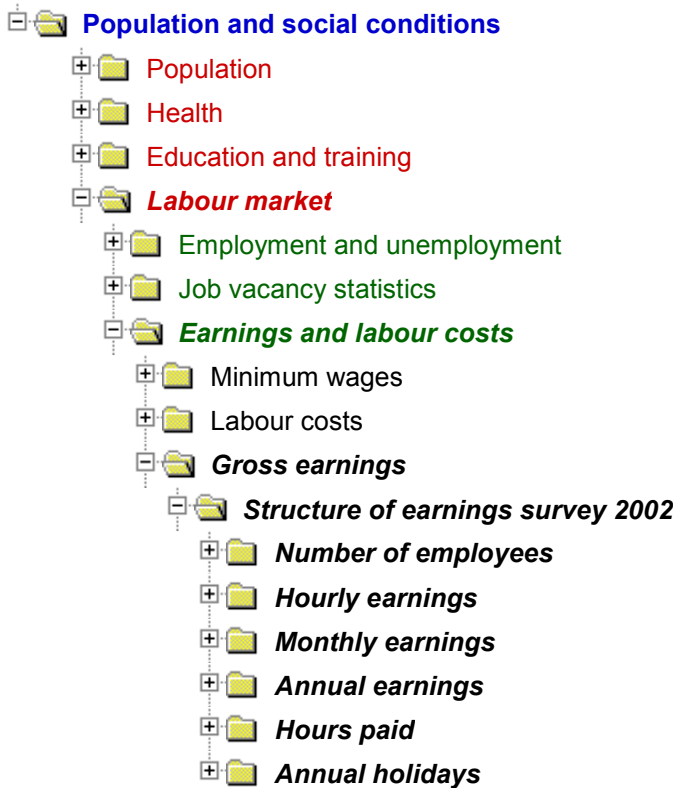 Population and social conditions
Population
Health
Education and training
Labour market
Employment and unemployment
Job vacancy statistics
Earnings and labour costs
Minimum wages
Labour costs
Gross earnings
Structure of earnings survey 2002
Number of employees
Hourly earnings
Monthly earnings
Annual earnings
Hours paid
Annual holidays